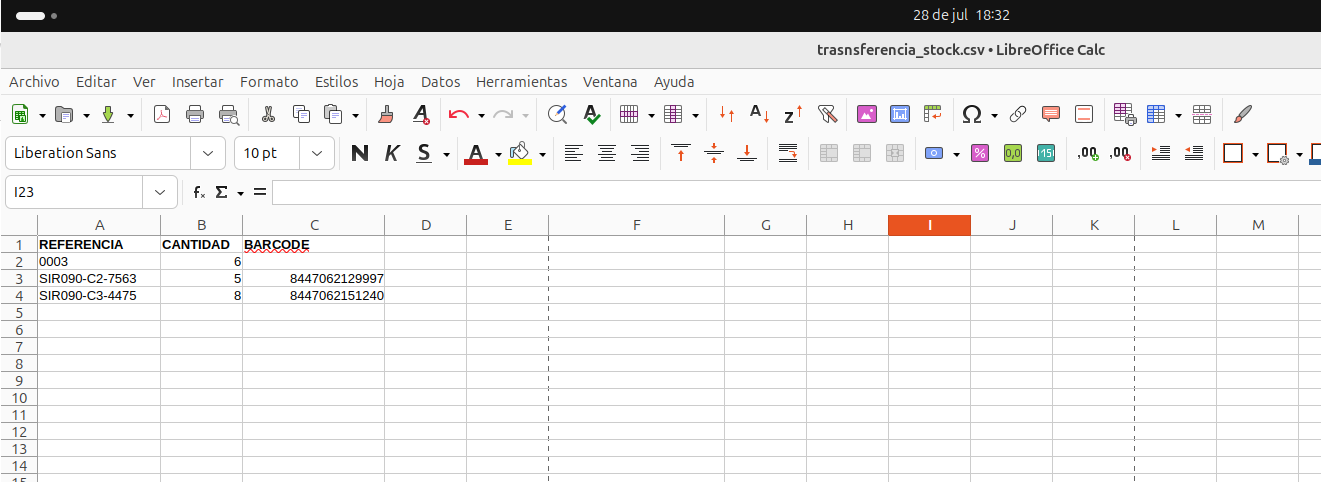 28 de jul 18:32
trasnsferencia_stock.csv • LibreOffice Calc
Archivo Editar Ver Insertar Formato Estilos Hoja Datos Herramientas Ventana Ayuda
Liberation Sans 10 pt N K S A
I23 fx Σ =
A B C D E F G H I J K L M
1 REFERENCIA CANTIDAD BARCODE
2 0003 6
3 SIR090-C2-7563 5 8447062129997
4 SIR090-C3-4475 8 8447062151240
5
6
7
8
9
10
11
12
13
14
15